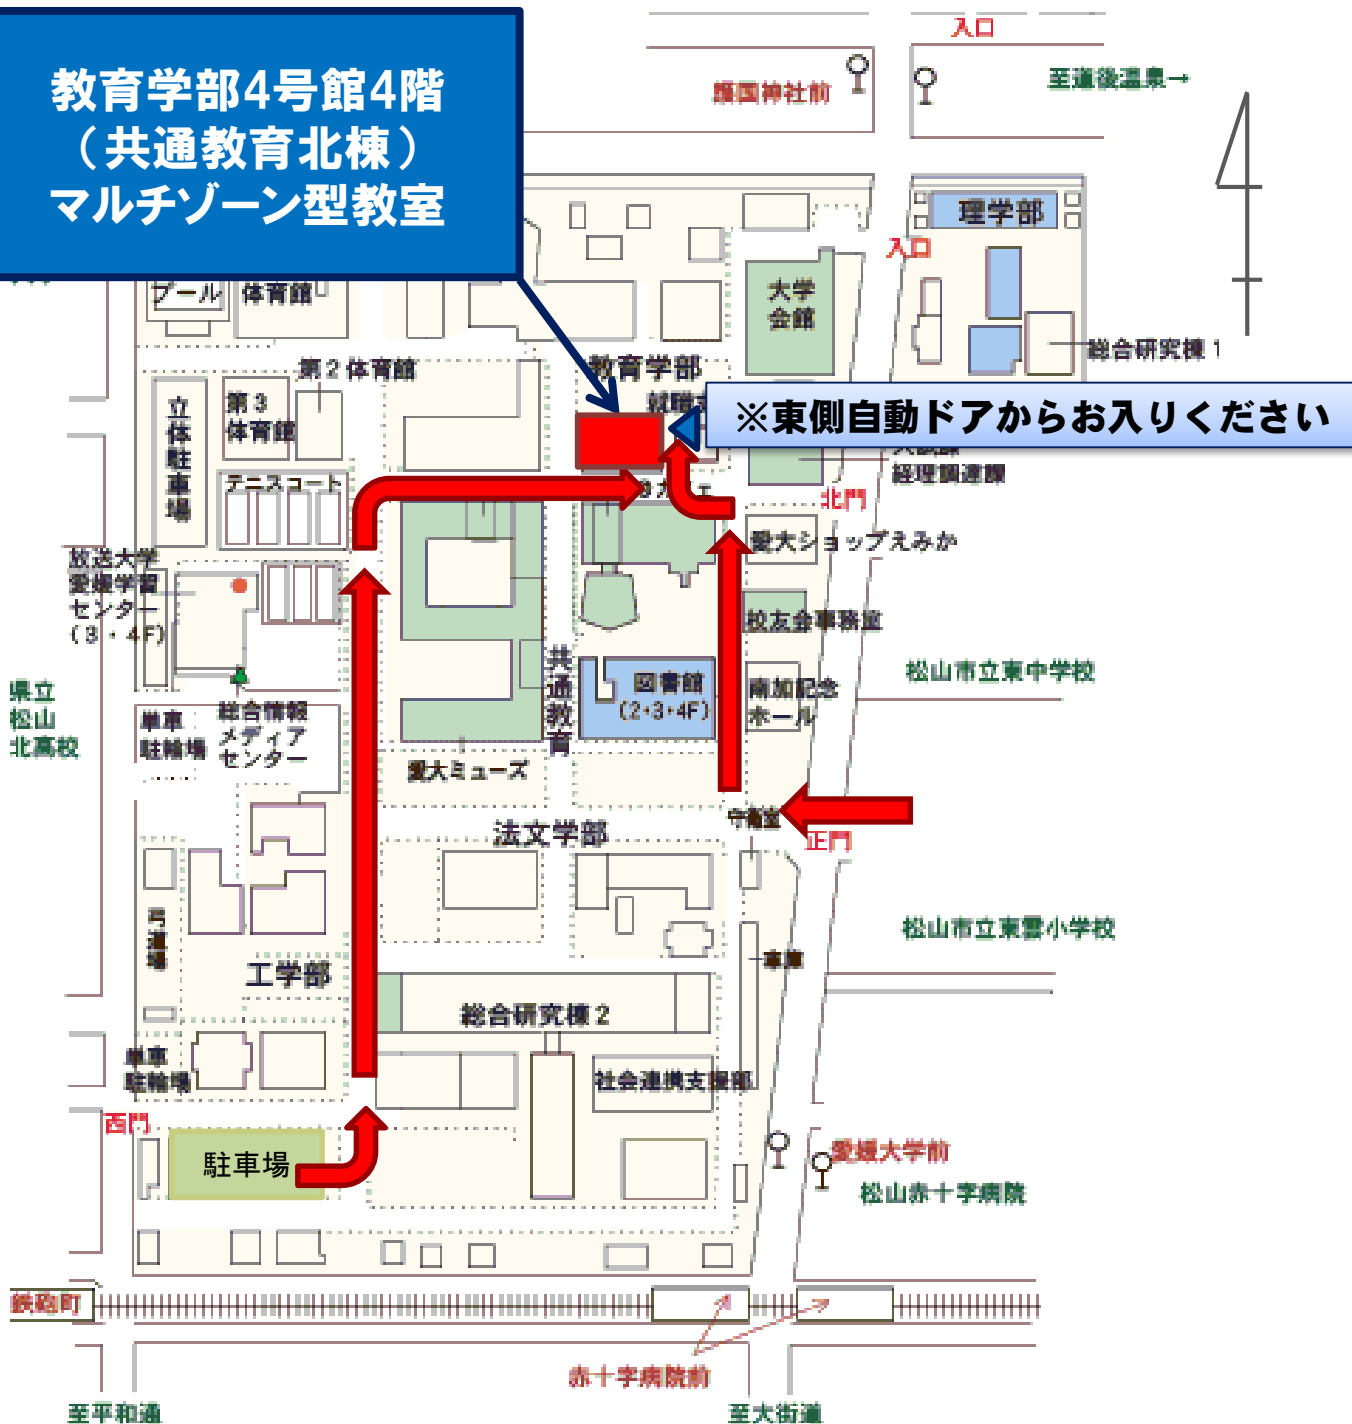 教育学部4号館4階
(共通教育北棟)
マルチゾーン型教室
入口
護国神社前
至道後温泉→
理学部
入口
大学
会館
総合研究棟1
プール
体育館
第2体育館
教育学部
※東側自動ドアからお入りください
立体駐車場
第3
体育館
テニスコート
経理調達課
北門
愛大ショップえみか
放送大学
愛媛学習
センター
(3・4F)
校友会事務室
共通教育
図書館
(2・3・4F)
南加記念
ホール
松山市立東中学校
県立
松山
北高校
単車
駐輪場
総合情報
メディア
センター
愛大ミューズ
守衛室
正門
法文学部
弓道場
松山市立東雲小学校
車庫
工学部
総合研究棟2
単車
駐輪場
社会連携支援部
西門
駐車場
愛媛大学前
松山赤十字病院
鉄砲町
赤十字病院前
至平和通
至大街道